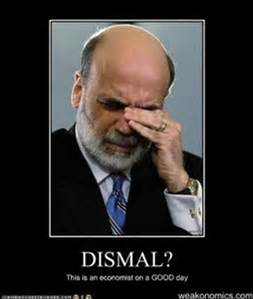 DISMAL?
This is an economist on a GOOD day
weakonomics.com